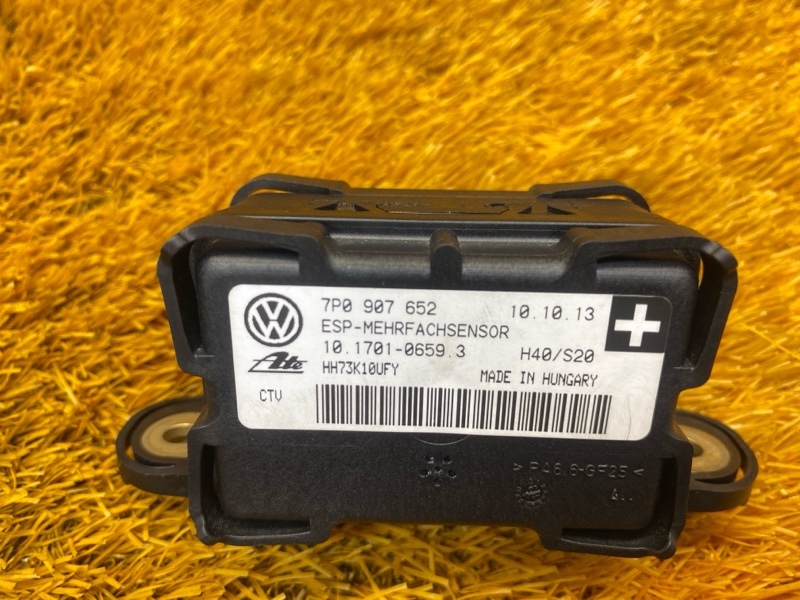 7P0 907 652 10.10.13
ESP-MEHRFACHSENSOR
10.1701-0659.3 H40/S20
Ate HH73K10UFY MADE IN HUNGARY
CTV
>PA6.6-GF25<